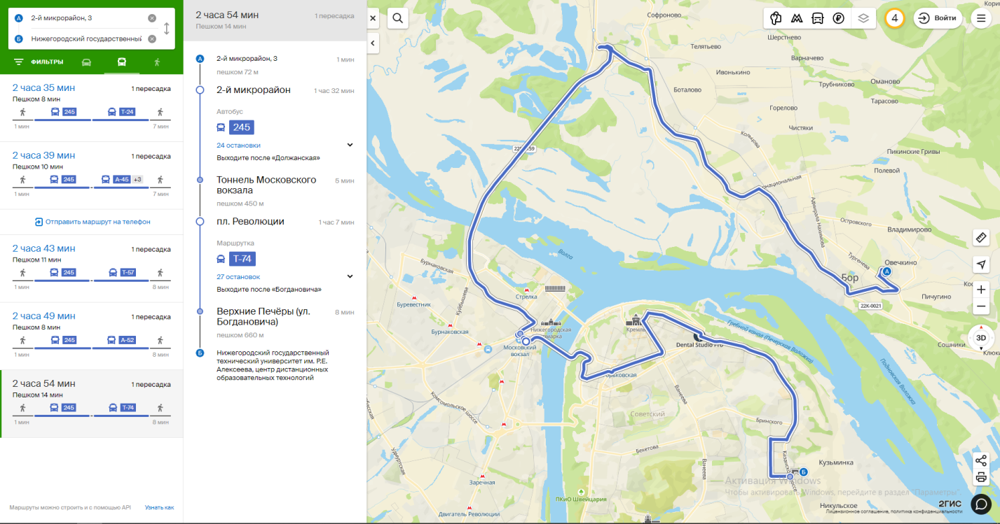 А
2-й микрорайон, 3
Б
Нижегородский государственный
ФИЛЬТРЫ
2 часа 35 мин
1 пересадка
Пешком 8 мин
245
Т-24
1 мин
7 мин
2 часа 39 мин
1 пересадка
Пешком 10 мин
245
А-45 +3
1 мин
7 мин
Отправить маршрут на телефон
2 часа 43 мин
1 пересадка
Пешком 11 мин
245
Т-57
1 мин
8 мин
2 часа 49 мин
1 пересадка
Пешком 8 мин
245
А-52
1 мин
8 мин
2 часа 54 мин
1 пересадка
Пешком 14 мин
245
Т-74
1 мин
8 мин
Маршруты можно строить и с помощью API
Узнать как
2 часа 54 мин
1 пересадка
Пешком 14 мин
А
2-й микрорайон, 3
1 мин
пешком 72 м
2-й микрорайон
1 час 32 мин
Автобус
245
24 остановки
Выходите после «Должанская»
Тоннель Московского
вокзала
6 мин
пешком 450 м
пл. Революции
1 час 7 мин
Маршрутка
Т-74
27 остановок
Выходите после «Богдановича»
Верхние Печёры (ул.
Богдановича)
8 мин
пешком 660 м
Б
Нижегородский государственный
технический университет им. Р.Е.
Алексеева, центр дистанционных
образовательных технологий
4
Войти
Софроново
Шерстнево
Телятьево
Варначево
Ивонькино
Трубниково
Оманово
Боталово
Тарасово
Горелово
Чистяки
Кольцова
Пикинские Гривы
Полевой
Адмирала Нахимова
Островского
Владимирово
Тургенева
Овечкино
А
Бор
22К-0021
Пичугино
Волга
Бурнаковская
Куйбышева
Стрелка
Буревестник
Бурнаковская
Нижегородская
Московский
вокзал
Кремль
Dental Studio Pro
Гребной канал (Печерская Воложка)
Подновская Воложка
Сошники
3D
Комсомольское шоссе
Ванеева
Советский
Бринского
Бекетова
Ванеева
Удмуртская
Заречная
ПКиО Швейцария
Двигатель Революции
Б
Кузьминка
Никульское
Активация Windows
Чтобы активировать Windows, перейдите в раздел "Параметры".
2ГИС
Лицензионное соглашение, политика конфиденциальности